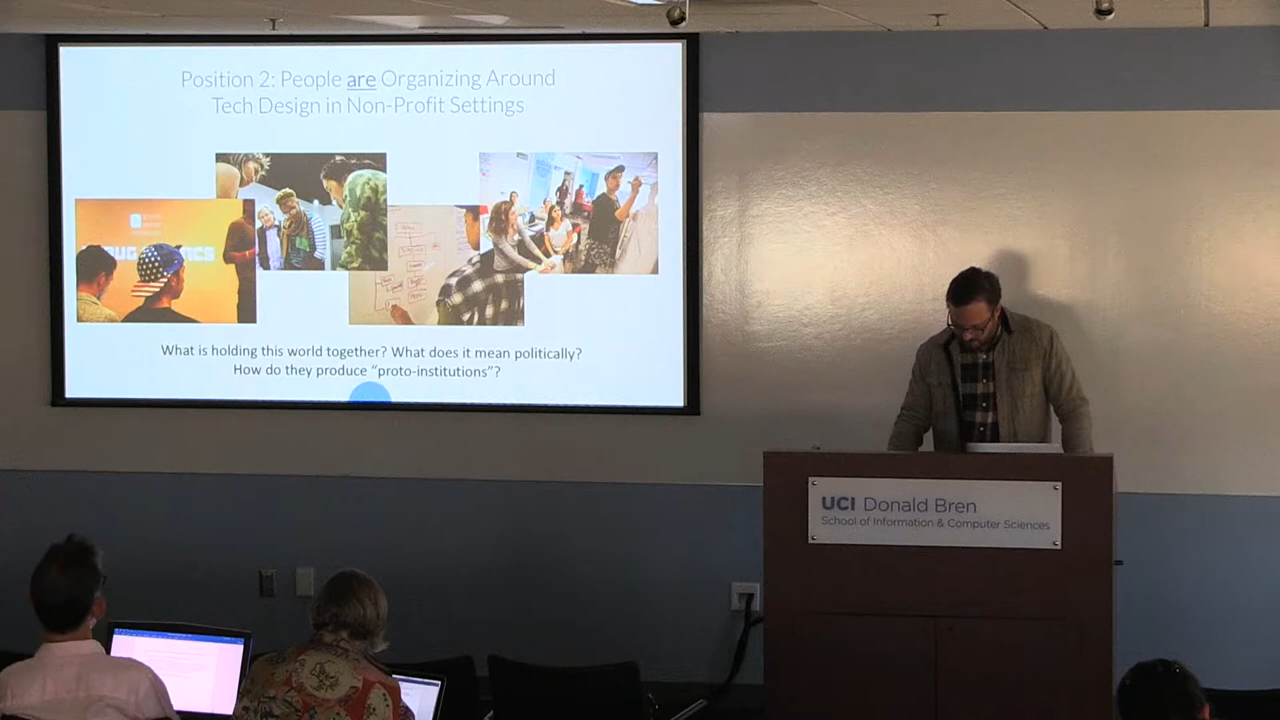 Position 2: People are Organizing Around
Tech Design in Non-Profit Settings
What is holding this world together? What does it mean politically?
How do they produce “proto-institutions”?
UCI Donald Bren
School of Information & Computer Sciences